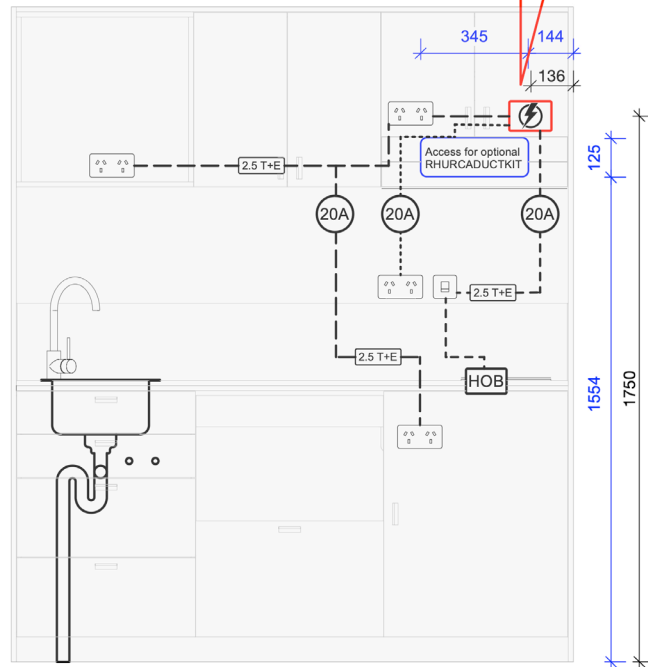 345
144
136
2.5 T+E
Access for optional
RHURCADUCTKIT
125
20A
20A
20A
2.5 T+E
2.5 T+E
HOB
1554
1750